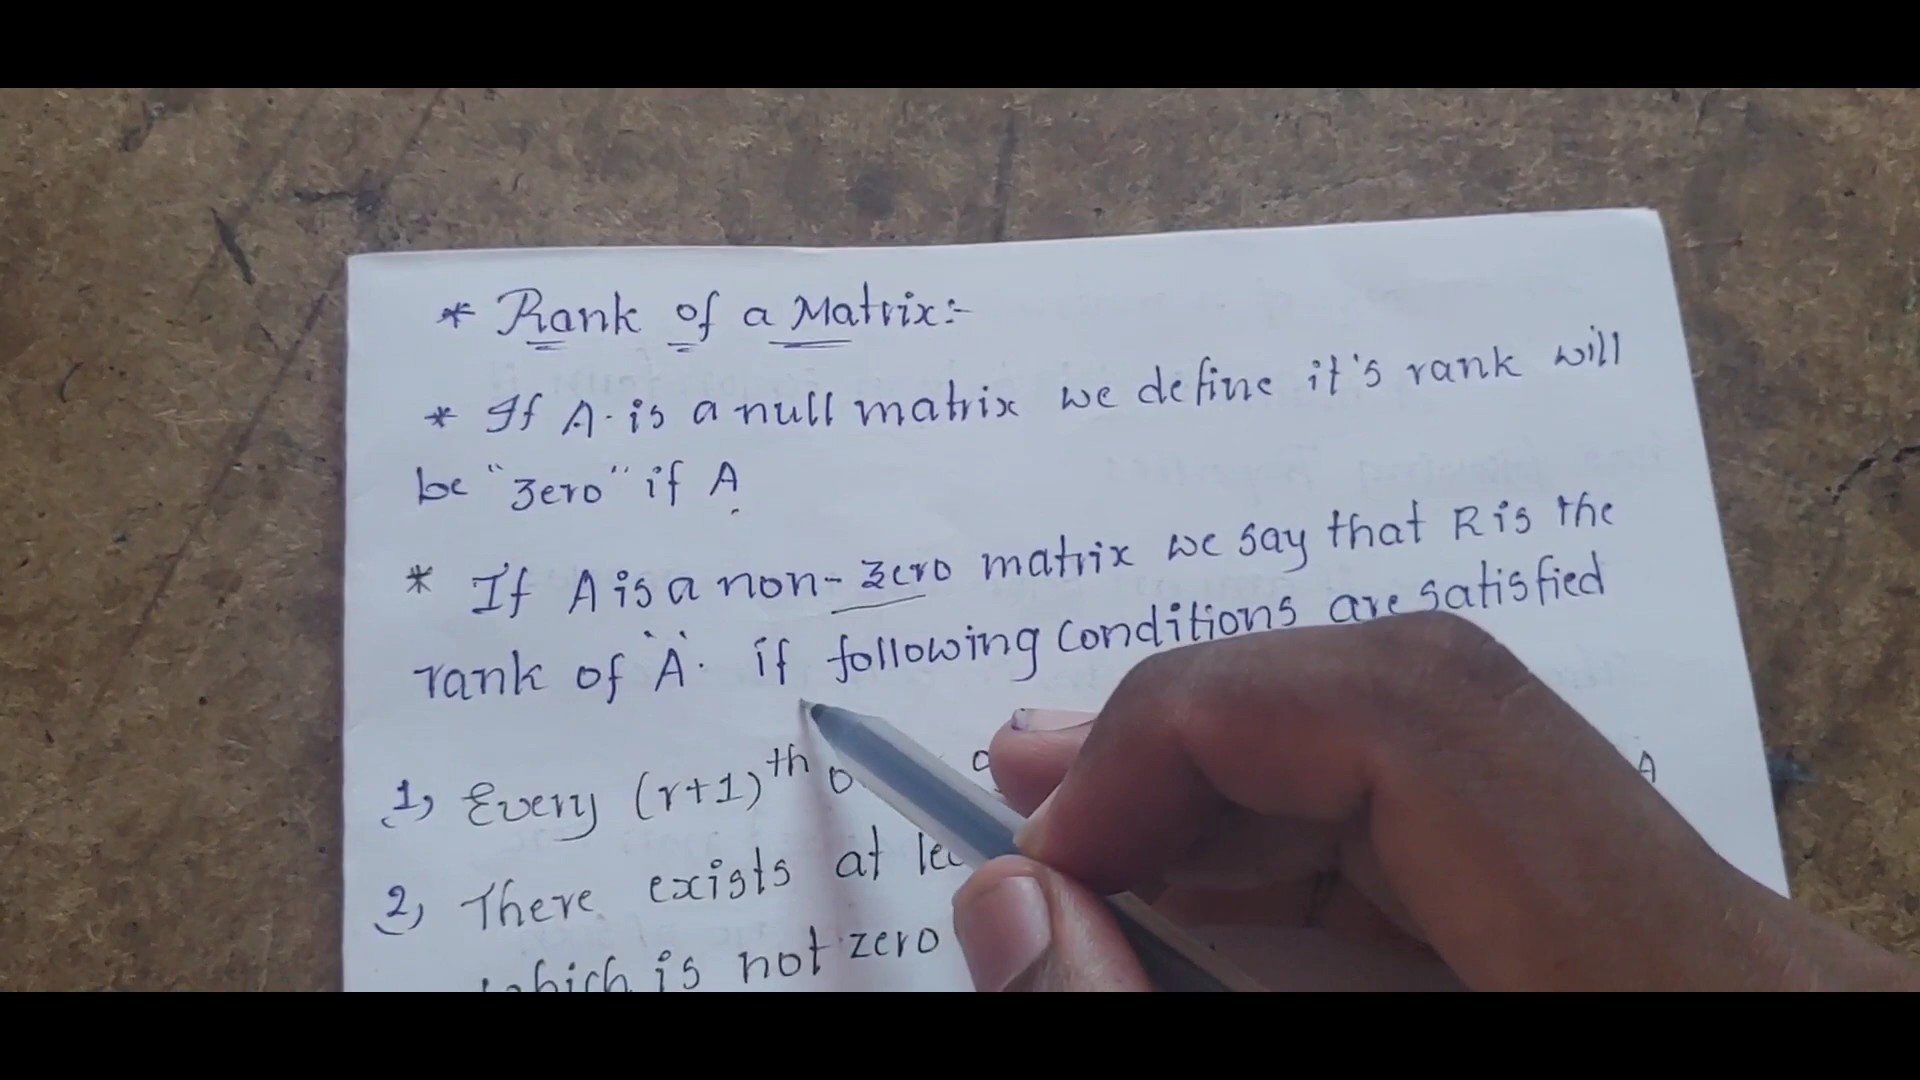 * Rank of a Matrix:-
* If A is a null matrix we define it's rank will
be "zero" if A
* If A is a non-zero matrix we say that R is the
rank of A. if following conditions are satisfied
1) Every (r+1)th A
2) There exists at
which is not zero